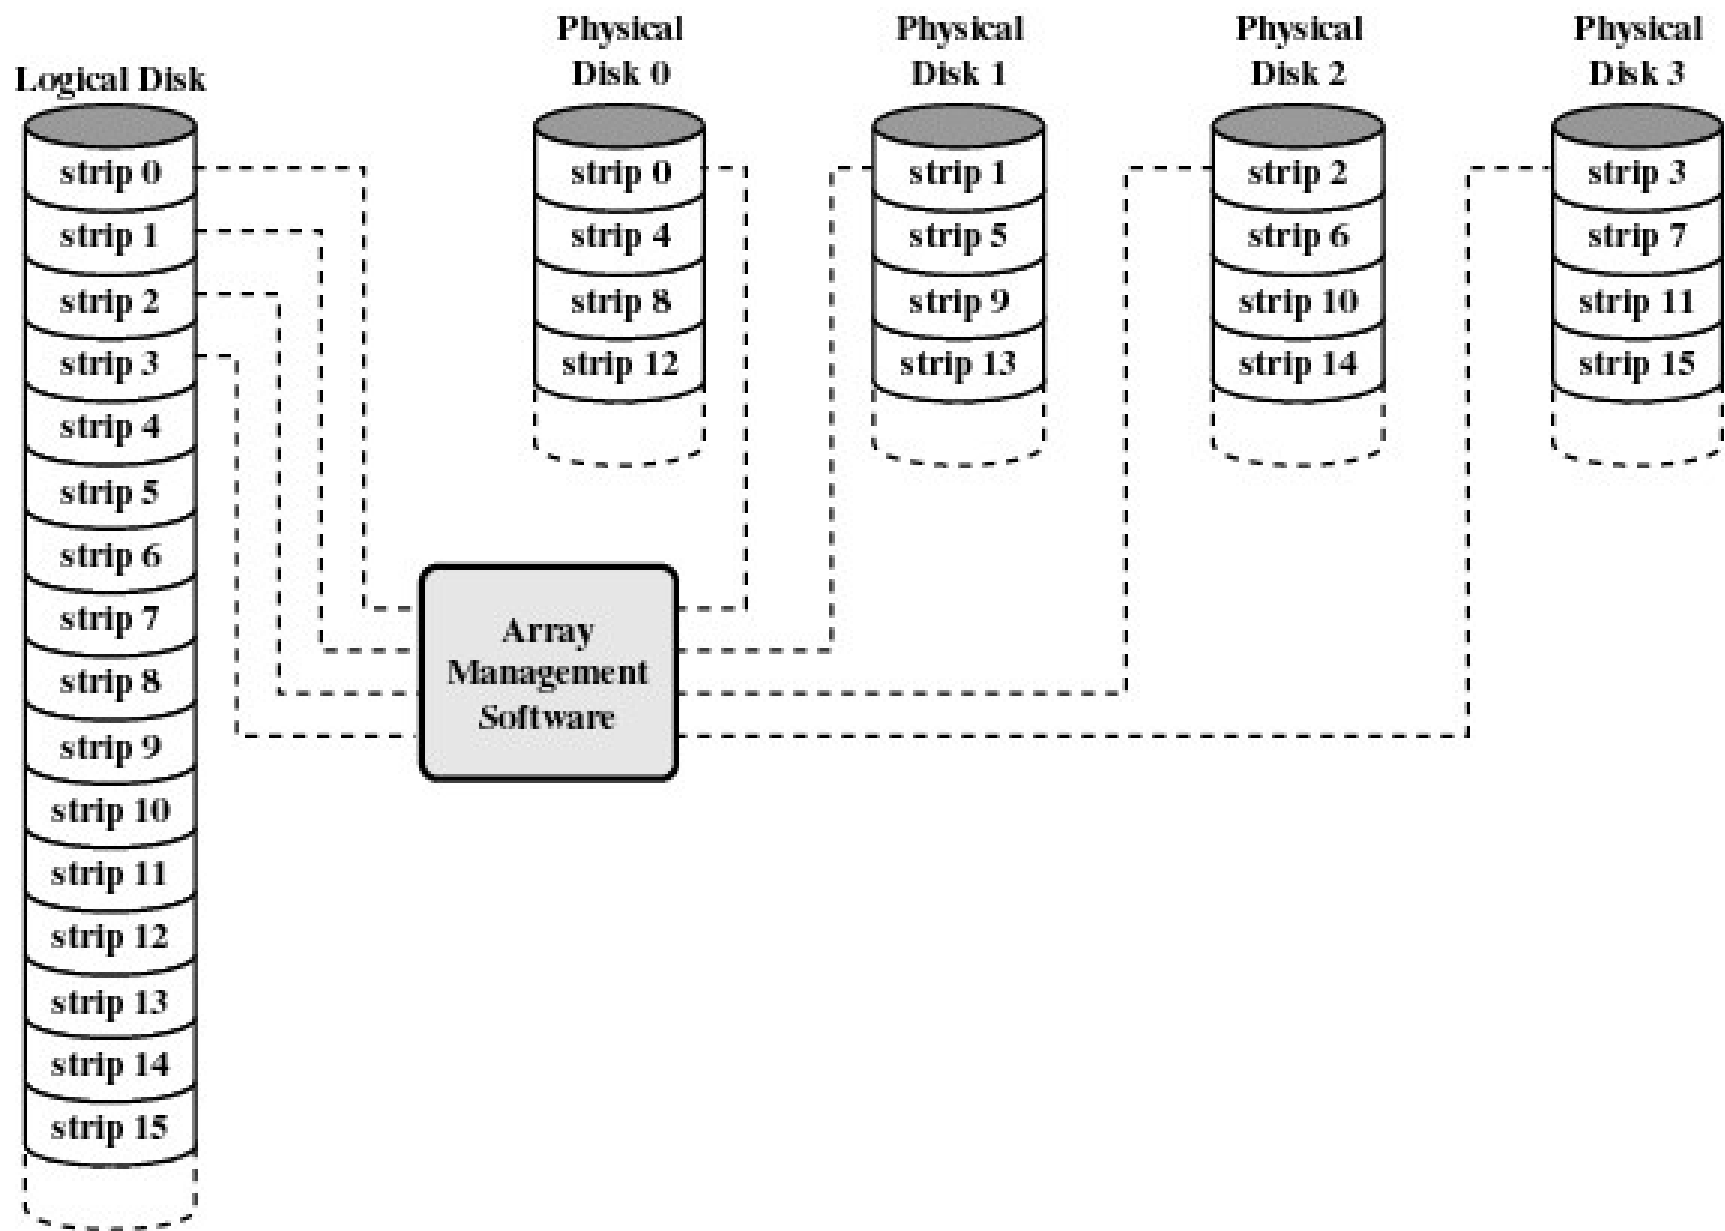 Logical Disk
strip 0
strip 1
strip 2
strip 3
strip 4
strip 5
strip 6
strip 7
strip 8
strip 9
strip 10
strip 11
strip 12
strip 13
strip 14
strip 15
Physical
Disk 0
strip 0
strip 4
strip 8
strip 12
Physical
Disk 1
strip 1
strip 5
strip 9
strip 13
Physical
Disk 2
strip 2
strip 6
strip 10
strip 14
Physical
Disk 3
strip 3
strip 7
strip 11
strip 15
Array
Management
Software